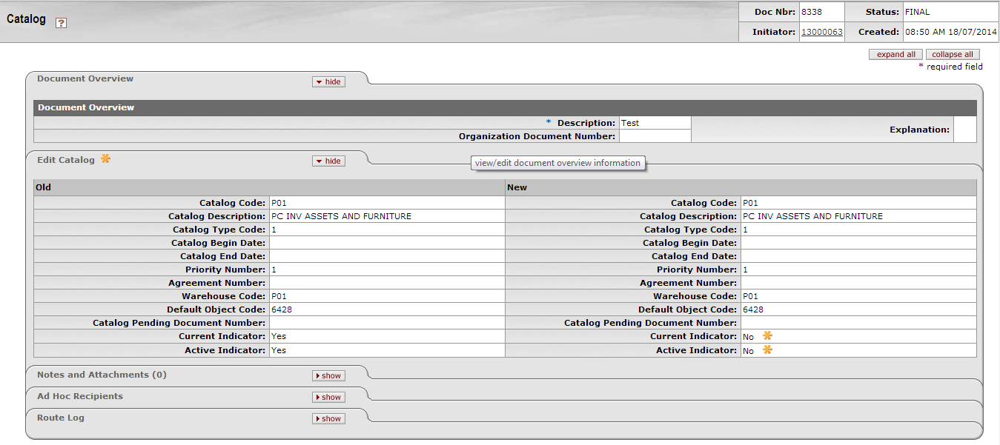 Catalog ?
Doc Nbr: 8338 Status: FINAL
Initiator: 13000063 Created: 08:50 AM 18/07/2014
expand all collapse all
* required field
Document Overview hide
Document Overview
* Description: Test
Explanation:
Organization Document Number:
Edit Catalog hide
view/edit document overview information
Old New
Catalog Code: P01 Catalog Code: P01
Catalog Description: PC INV ASSETS AND FURNITURE Catalog Description: PC INV ASSETS AND FURNITURE
Catalog Type Code: 1 Catalog Type Code: 1
Catalog Begin Date: Catalog Begin Date:
Catalog End Date: Catalog End Date:
Priority Number: 1 Priority Number: 1
Agreement Number: Agreement Number:
Warehouse Code: P01 Warehouse Code: P01
Default Object Code: 6428 Default Object Code: 6428
Catalog Pending Document Number: Catalog Pending Document Number:
Current Indicator: Yes Current Indicator: No
Active Indicator: Yes Active Indicator: No
Notes and Attachments (0) show
Ad Hoc Recipients show
Route Log show